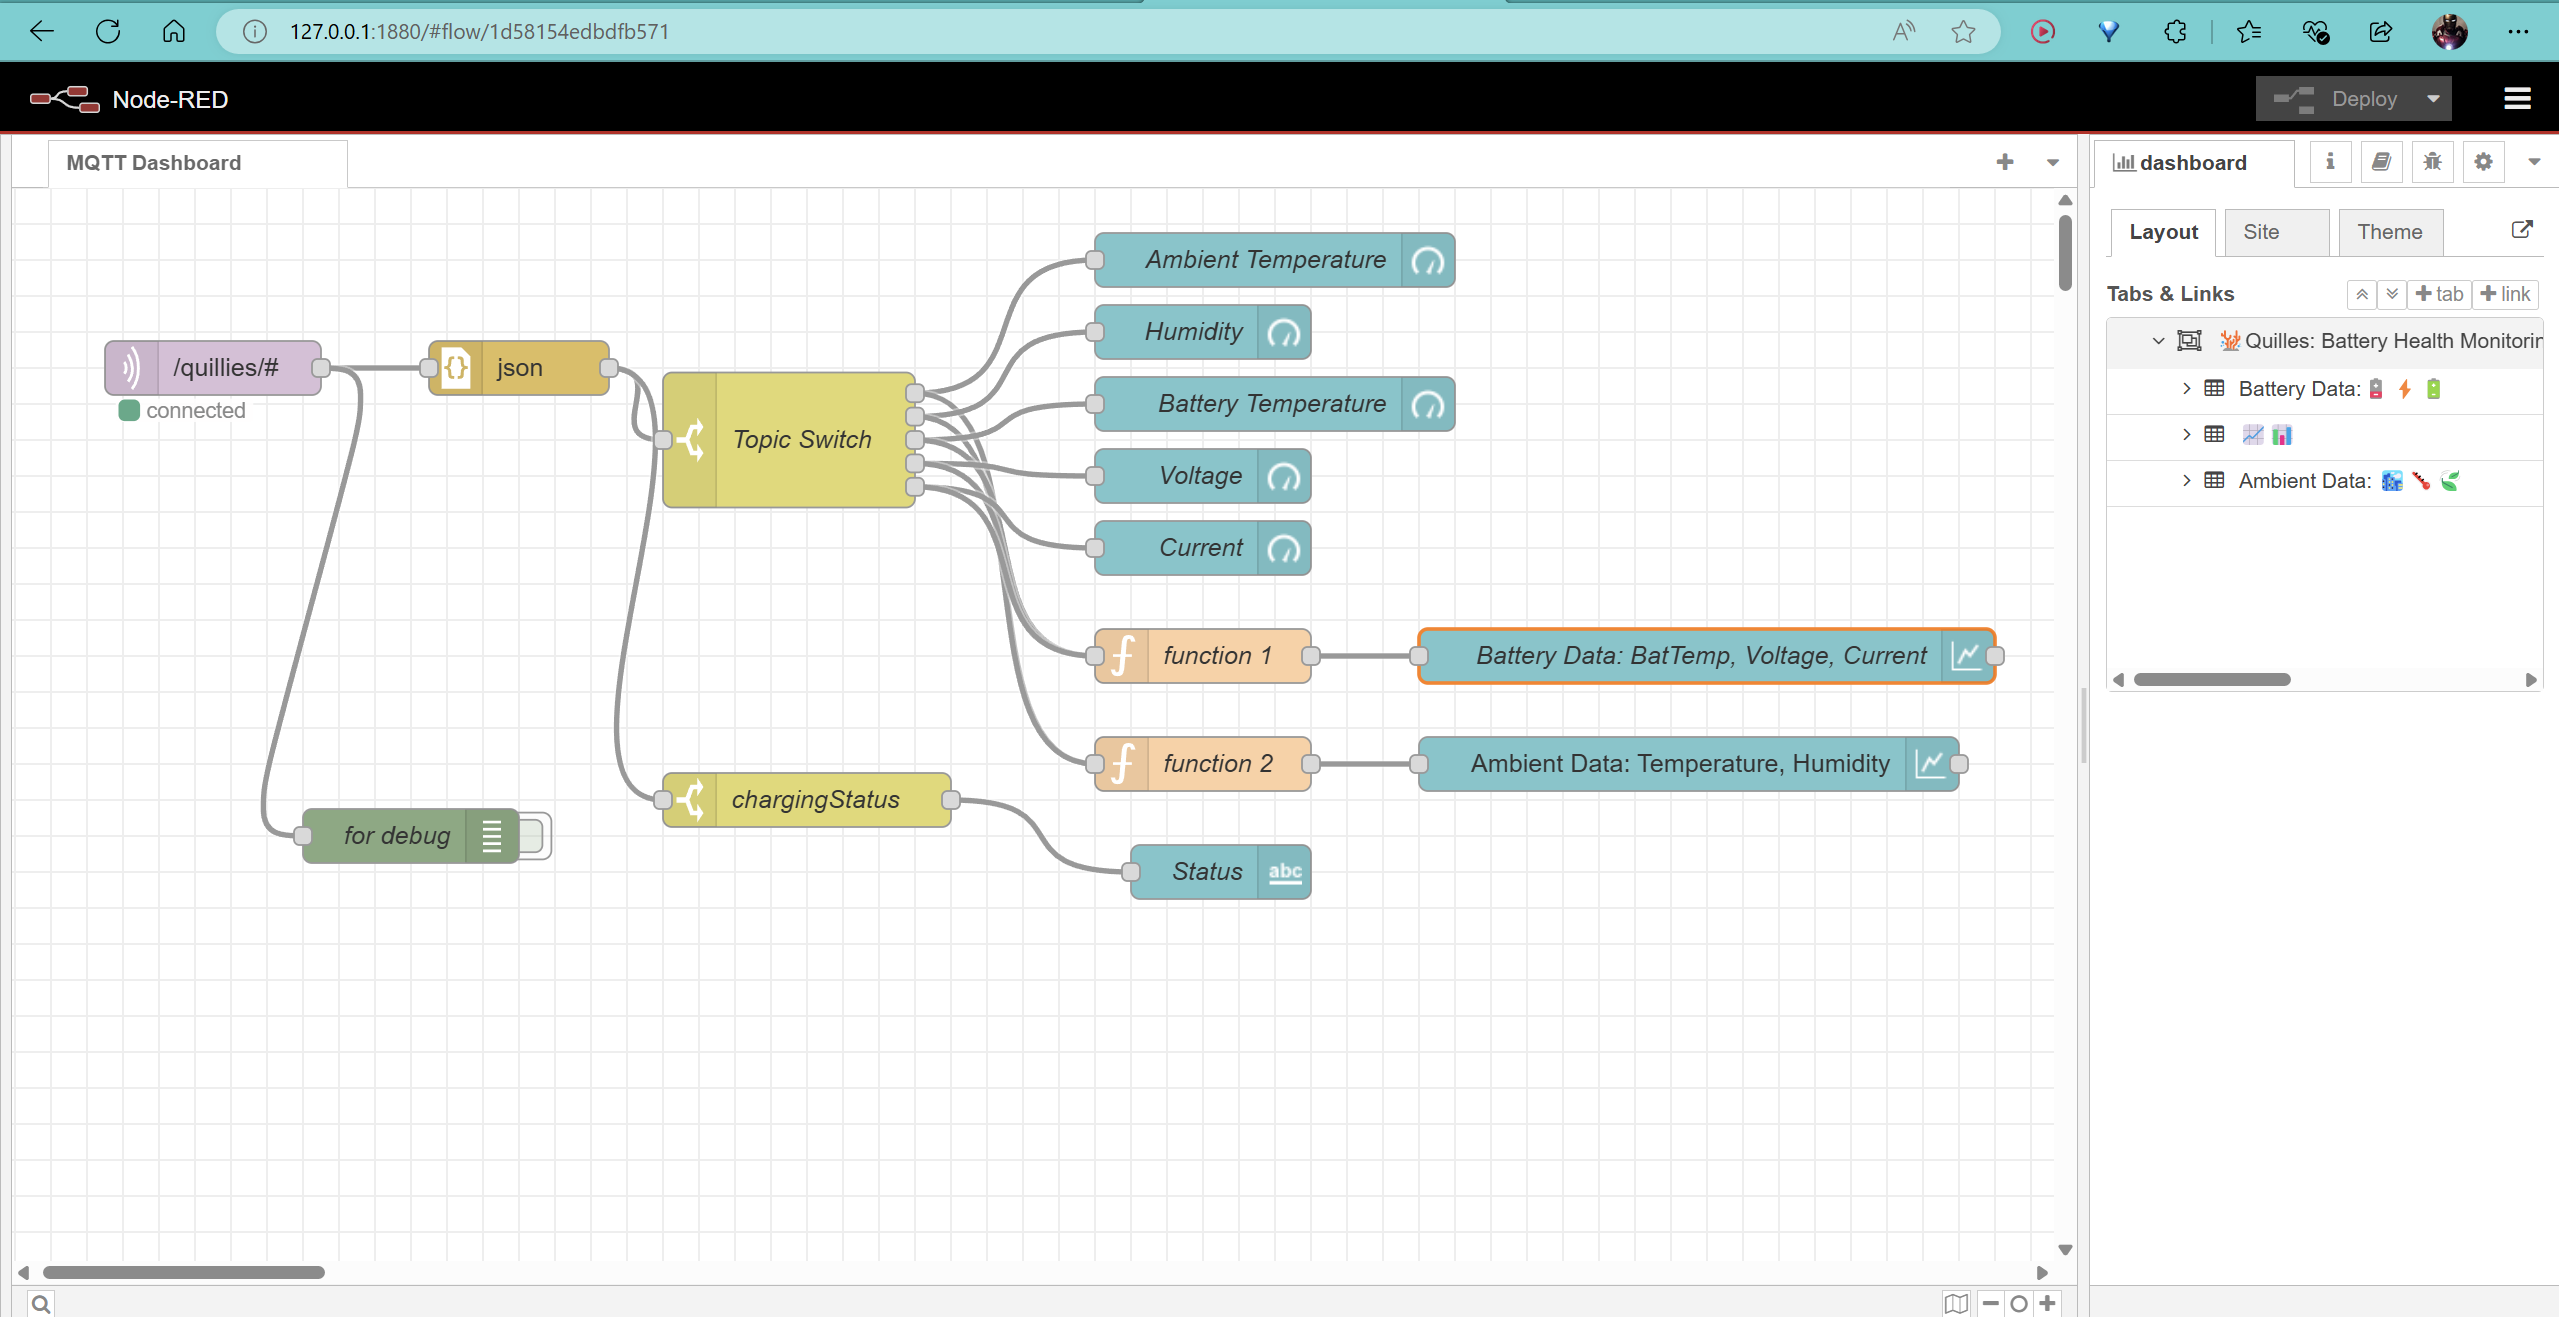 127.0.0.1:1880/#flow/1d58154edbdfb571
Node-RED
Deploy
MQTT Dashboard
dashboard
Layout
Site
Theme
Tabs & Links
tab
link
Quilles: Battery Health Monitorin
Battery Data:
Ambient Data:
Ambient Temperature
Humidity
/quillies/#
connected
json
Battery Temperature
Topic Switch
Voltage
Current
function 1
Battery Data: BatTemp, Voltage, Current
function 2
Ambient Data: Temperature, Humidity
chargingStatus
for debug
Status
abc